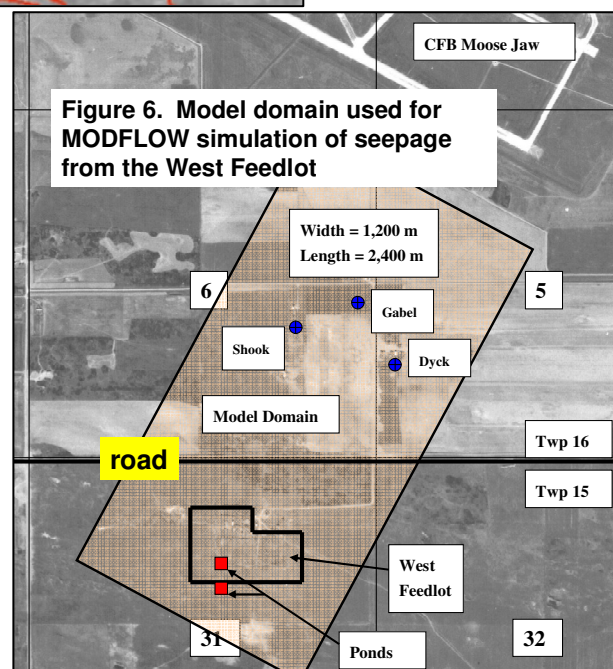 CFB Moose Jaw
Figure 6. Model domain used for
MODFLOW simulation of seepage
from the West Feedlot
Width = 1,200 m
Length = 2,400 m
6
5
Gabel
Shook
Dyck
Model Domain
Twp 16
road
Twp 15
West
Feedlot
31
32
Ponds